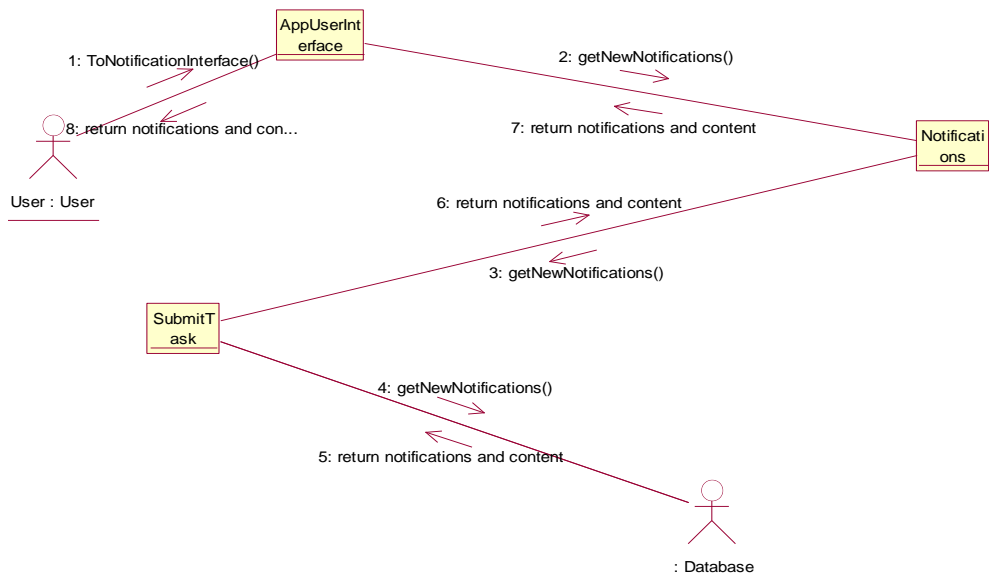 AppUserInt
erface
1: ToNotificationInterface()
2: getNewNotifications()
8: return notifications and con...
7: return notifications and content
Notificati
ons
User : User
6: return notifications and content
3: getNewNotifications()
SubmitT
ask
4: getNewNotifications()
5: return notifications and content
: Database